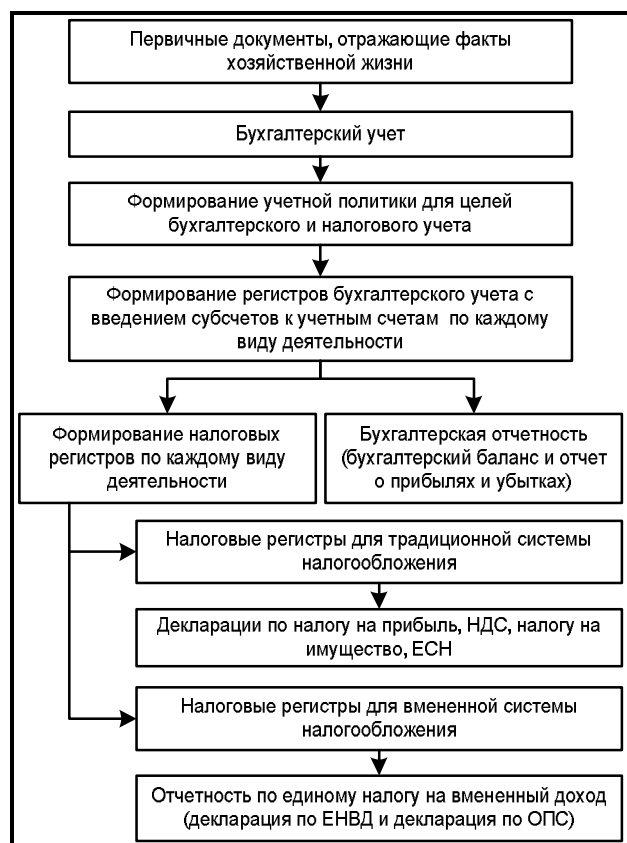 Первичные документы, отражающие факты
хозяйственной жизни
Бухгалтерский учет
Формирование учетной политики для целей
бухгалтерского и налогового учета
Формирование регистров бухгалтерского учета с
введением субсчетов к учетным счетам по каждому
виду деятельности
Формирование налоговых
регистров по каждому виду
деятельности
Бухгалтерская отчетность
(бухгалтерский баланс и отчет
о прибылях и убытках)
Налоговые регистры для традиционной системы
налогообложения
Декларации по налогу на прибыль, НДС, налогу на
имущество, ЕСН
Налоговые регистры для вмененной системы
налогообложения
Отчетность по единому налогу на вмененный доход
(декларация по ЕНВД и декларация по ОПС)